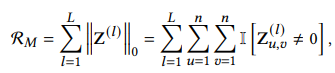 $$\mathcal{R}_M = \sum_{l=1}^{L} \left\| \mathbf{Z}^{(l)} \right\|_0 = \sum_{l=1}^{L} \sum_{u=1}^{n} \sum_{v=1}^{n} \mathbb{I} \left[ \mathbf{Z}_{u,v}^{(l)} \neq 0 \right],$$